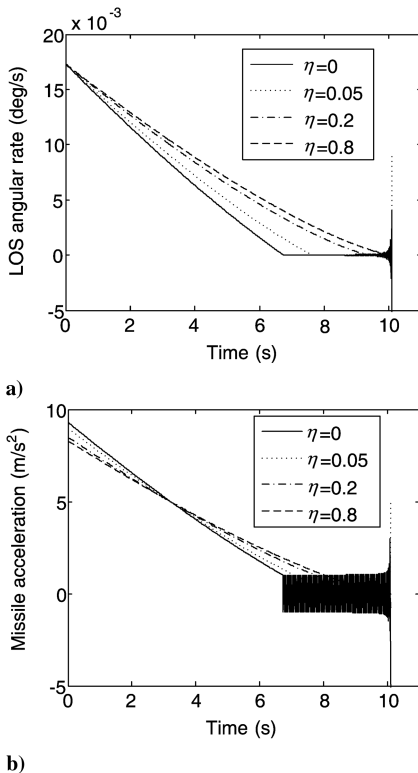 x 10⁻³
20
15
10
5
0
-5
LOS angular rate (deg/s)
η=0
η=0.05
η=0.2
η=0.8
0 2 4 6 8 10
Time (s)
a)
10
5
0
-5
Missile acceleration (m/s²)
η=0
η=0.05
η=0.2
η=0.8
0 2 4 6 8 10
Time (s)
b)